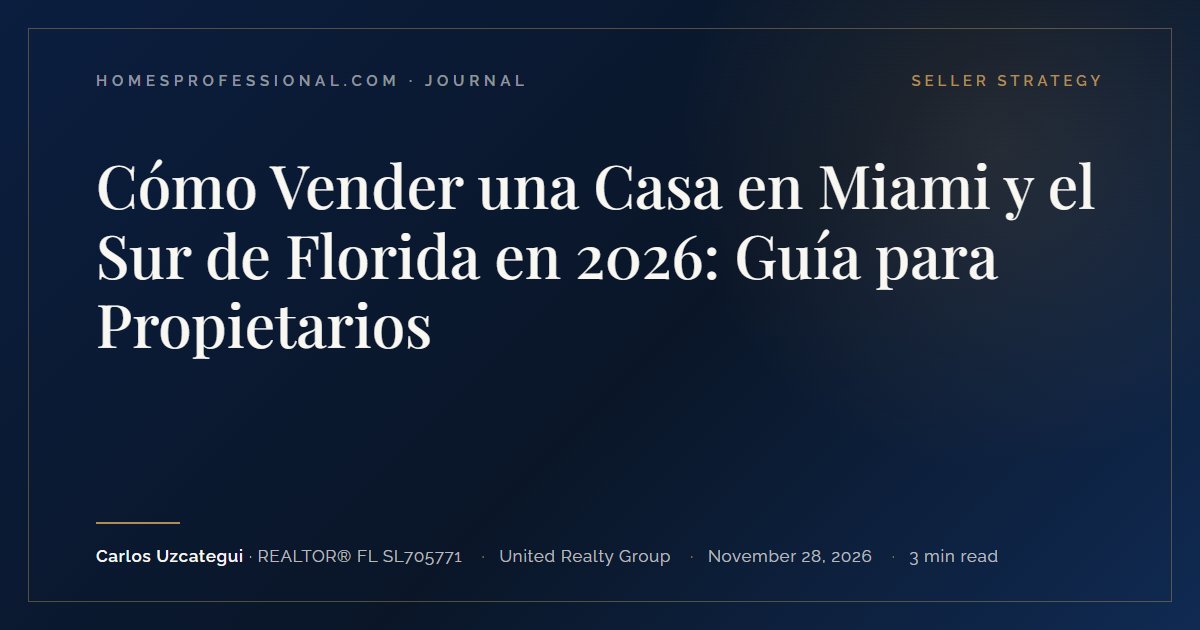 HOMESPROFESSIONAL.COM · JOURNAL
SELLER STRATEGY
Cómo Vender una Casa en Miami y el
Sur de Florida en 2026: Guía para
Propietarios
Carlos Uzcategui · REALTOR® FL SL705771 · United Realty Group · November 28, 2026 · 3 min read